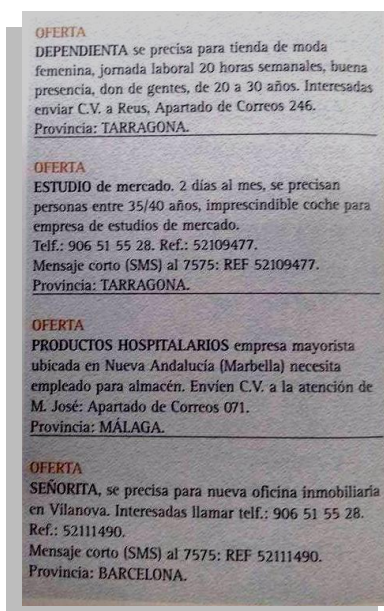 OFERTA
DEPENDIENTA se precisa para tienda de moda
femenina, jornada laboral 20 horas semanales, buena
presencia, don de gentes, de 20 a 30 años. Interesadas
enviar C.V. a Reus, Apartado de Correos 246.
Provincia: TARRAGONA.
OFERTA
ESTUDIO de mercado. 2 días al mes, se precisan
personas entre 35/40 años, imprescindible coche para
empresa de estudios de mercado.
Telf.: 906 51 55 28. Ref.: 52109477.
Mensaje corto (SMS) al 7575: REF 52109477.
Provincia: TARRAGONA.
OFERTA
PRODUCTOS HOSPITALARIOS empresa mayorista
ubicada en Nueva Andalucía (Marbella) necesita
empleado para almacén. Envíen C.V. a la atención de
M. José: Apartado de Correos 071.
Provincia: MÁLAGA.
OFERTA
SEÑORITA, se precisa para nueva oficina inmobiliaria
en Vilanova. Interesadas llamar telf.: 906 51 55 28.
Ref.: 52111490.
Mensaje corto (SMS) al 7575: REF 52111490.
Provincia: BARCELONA.